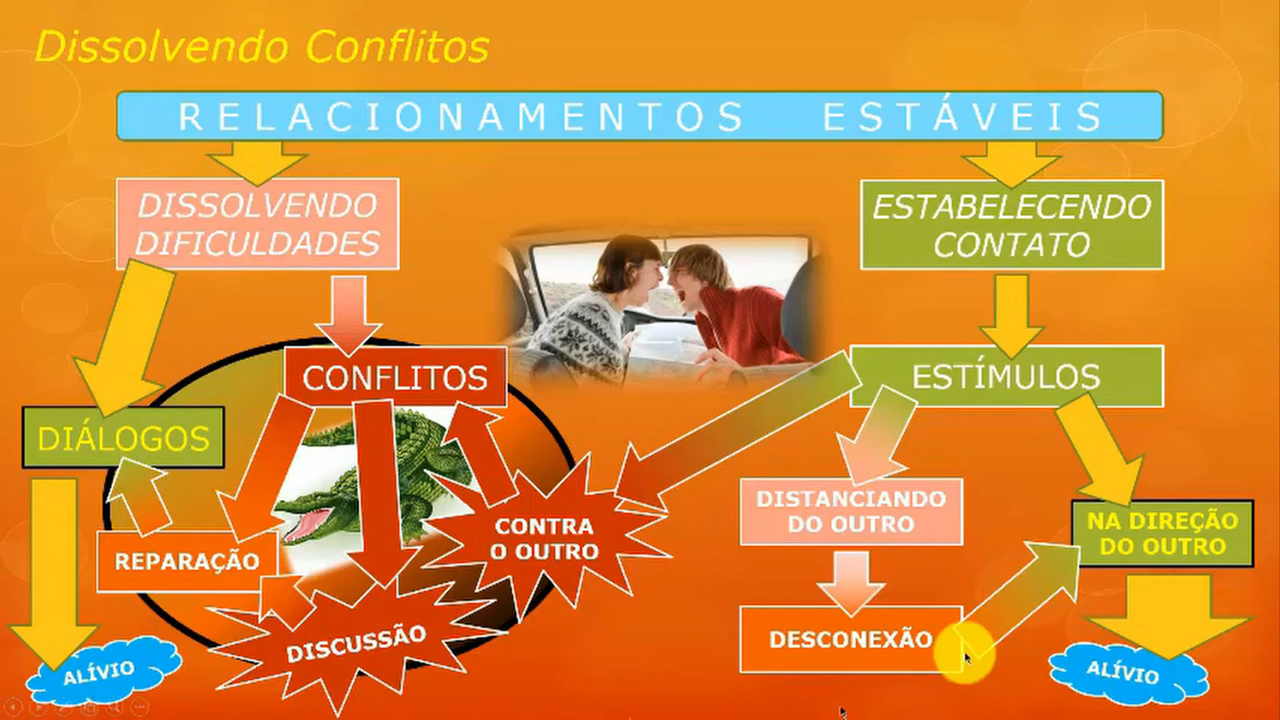 Dissolvendo Conflitos
RELACIONAMENTOS ESTÁVEIS
DISSOLVENDO
DIFICULDADES
ESTABELECENDO
CONTATO
CONFLITOS
ESTÍMULOS
DIÁLOGOS
CONTRA
O OUTRO
DISTANCIANDO
DO OUTRO
NA DIREÇÃO
DO OUTRO
REPARAÇÃO
DISCUSSÃO
DESCONEXÃO
ALÍVIO
ALÍVIO